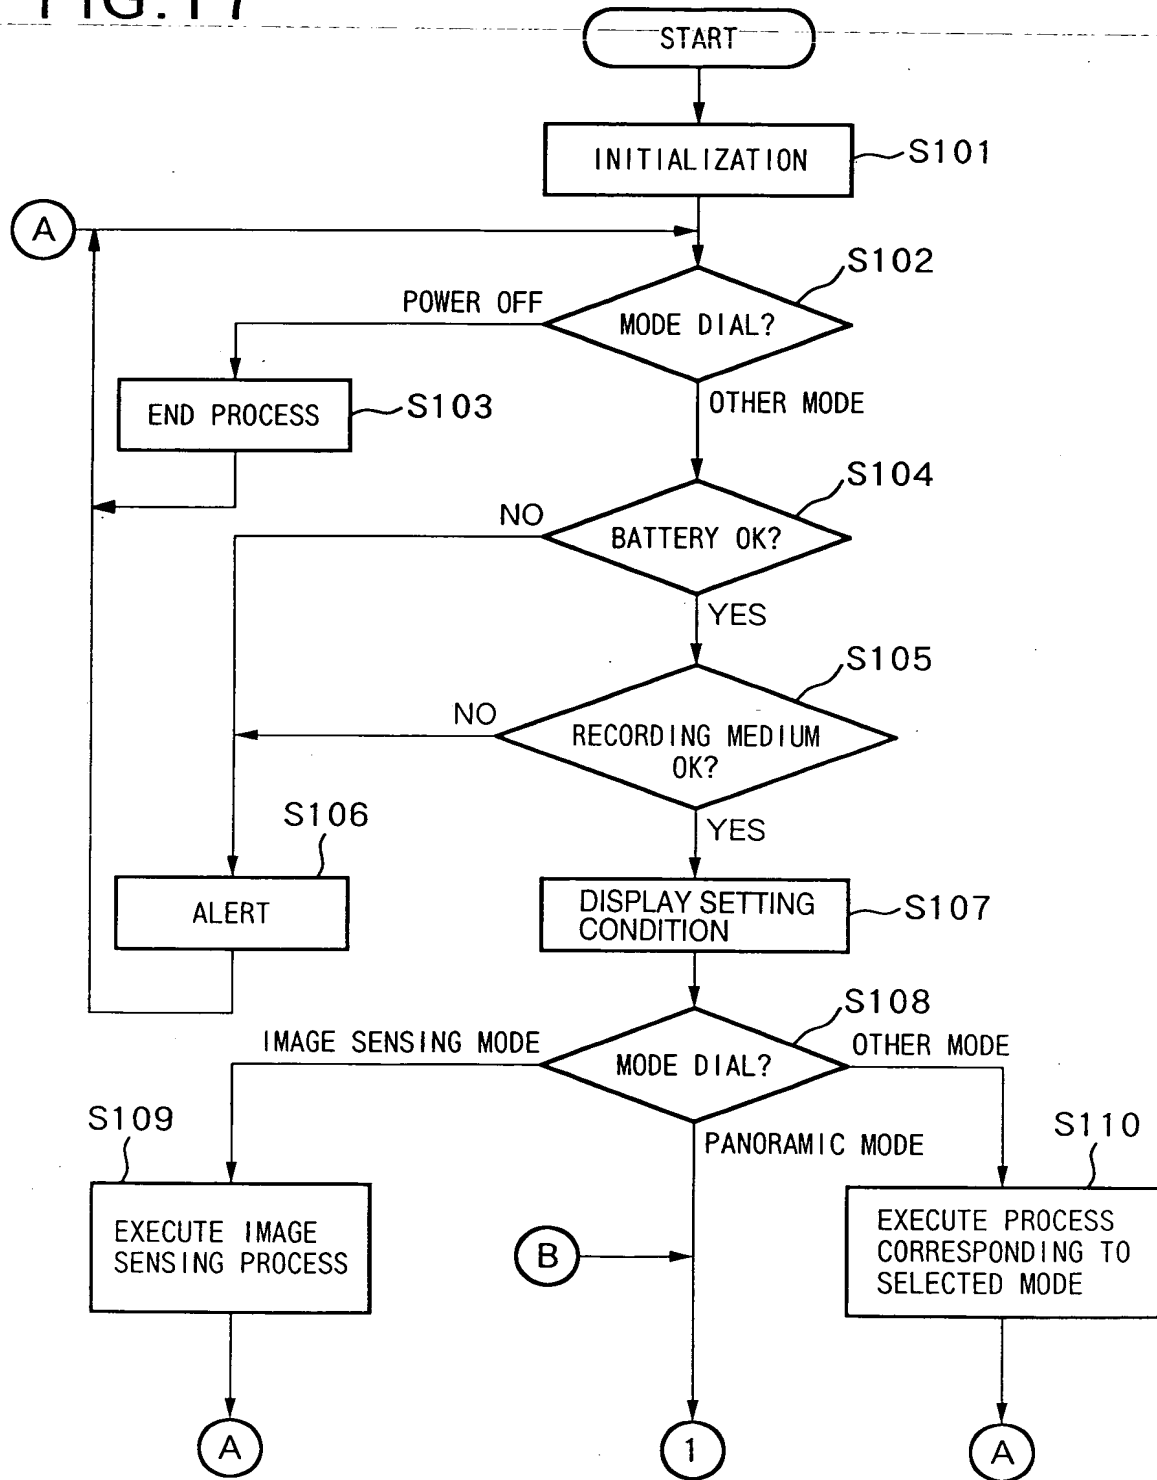 FIG.17
START
INITIALIZATION
S101
A
S102
POWER OFF
MODE DIAL?
END PROCESS
S103
OTHER MODE
S104
NO
BATTERY OK?
YES
S105
NO
RECORDING MEDIUM
OK?
S106
YES
ALERT
DISPLAY SETTING
CONDITION
S107
S108
IMAGE SENSING MODE
MODE DIAL?
OTHER MODE
S109
PANORAMIC MODE
S110
EXECUTE IMAGE
SENSING PROCESS
B
EXECUTE PROCESS
CORRESPONDING TO
SELECTED MODE
A
1
A